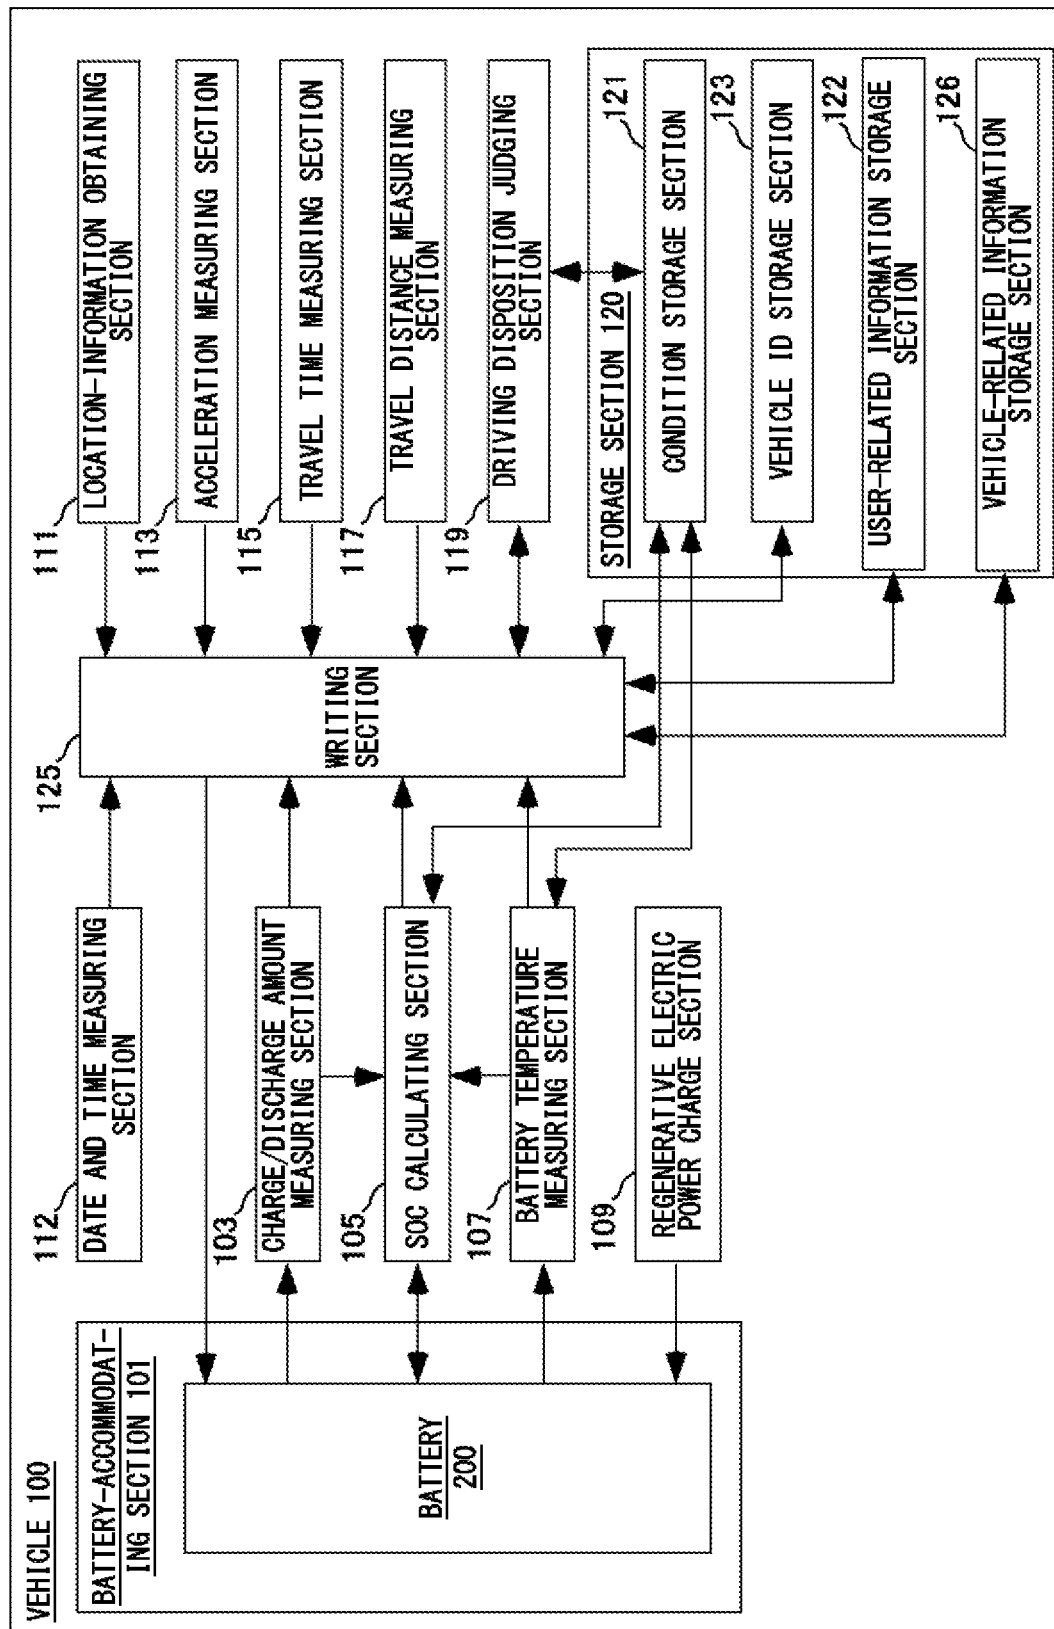 VEHICLE 100
BATTERY-ACCOMMODAT-
ING SECTION 101
BATTERY
200
112
DATE AND TIME MEASURING
SECTION
103
CHARGE/DISCHARGE AMOUNT
MEASURING SECTION
105
SOC CALCULATING SECTION
107
BATTERY TEMPERATURE
MEASURING SECTION
109
REGENERATIVE ELECTRIC
POWER CHARGE SECTION
125
WRITING
SECTION
111
LOCATION-INFORMATION OBTAINING
SECTION
113
ACCELERATION MEASURING SECTION
115
TRAVEL TIME MEASURING SECTION
117
TRAVEL DISTANCE MEASURING
SECTION
119
DRIVING DISPOSITION JUDGING
SECTION
STORAGE SECTION 120
121
CONDITION STORAGE SECTION
123
VEHICLE ID STORAGE SECTION
122
USER-RELATED INFORMATION STORAGE
SECTION
126
VEHICLE-RELATED INFORMATION
STORAGE SECTION